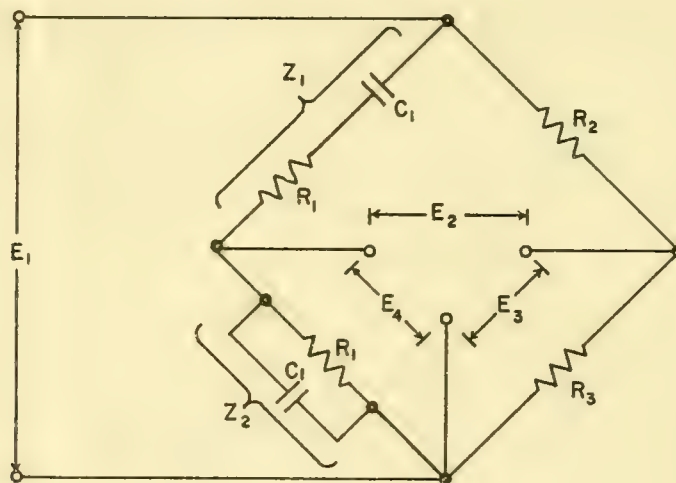 Z₁
C₁
R₂
R₁
E₂
E₁
E₄
E₃
R₁
C₁
Z₂
R₃